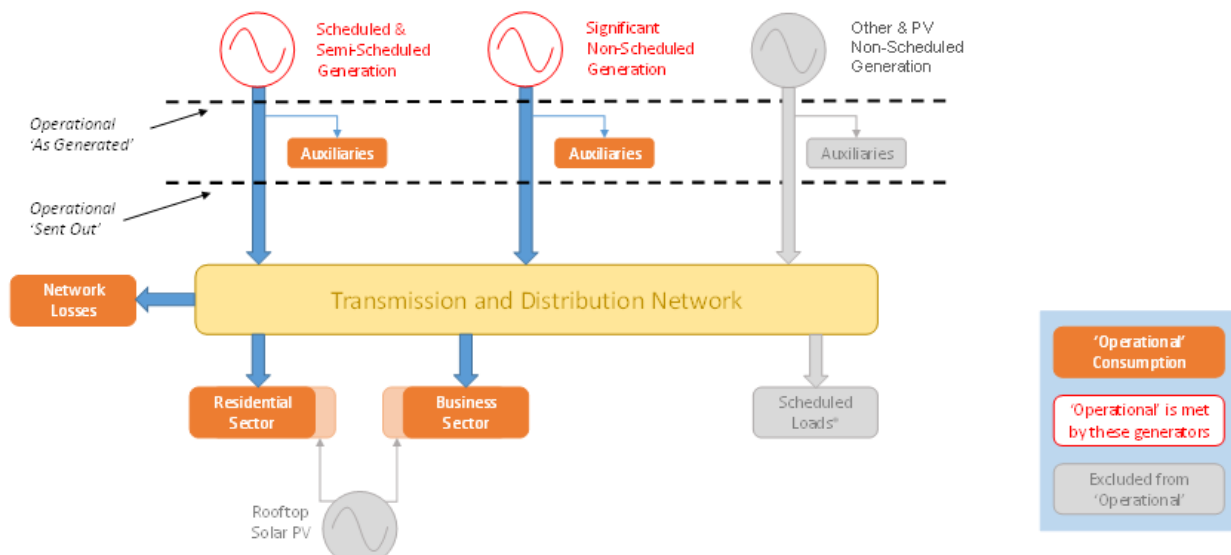 Scheduled &
Semi-Scheduled
Generation
Significant
Non-Scheduled
Generation
Other & PV
Non-Scheduled
Generation
Operational
‘As Generated’
Auxiliaries
Auxiliaries
Auxiliaries
Operational
‘Sent Out’
Network
Losses
Transmission and Distribution Network
Residential
Sector
Business
Sector
Scheduled
Loads*
Rooftop
Solar PV
‘Operational’
Consumption
‘Operational’ is met
by these generators
Excluded from
‘Operational’